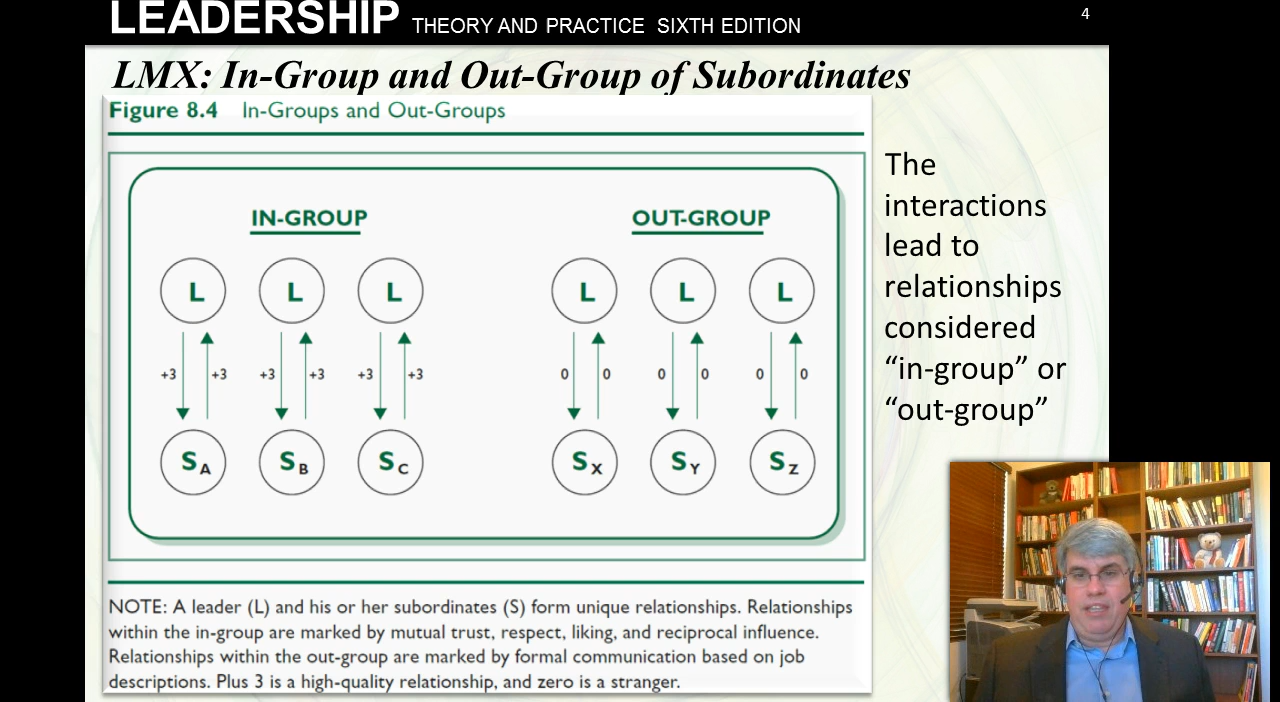 LEADERSHIP THEORY AND PRACTICE SIXTH EDITION
4
LMX: In-Group and Out-Group of Subordinates
Figure 8.4 In-Groups and Out-Groups
IN-GROUP OUT-GROUP
L L L L L L
+3 +3 +3 +3 +3 +3 0 0 0 0 0 0
SA SB SC SX SY SZ
NOTE: A leader (L) and his or her subordinates (S) form unique relationships. Relationships
within the in-group are marked by mutual trust, respect, liking, and reciprocal influence.
Relationships within the out-group are marked by formal communication based on job
descriptions. Plus 3 is a high-quality relationship, and zero is a stranger.
The
interactions
lead to
relationships
considered
“in-group” or
“out-group”